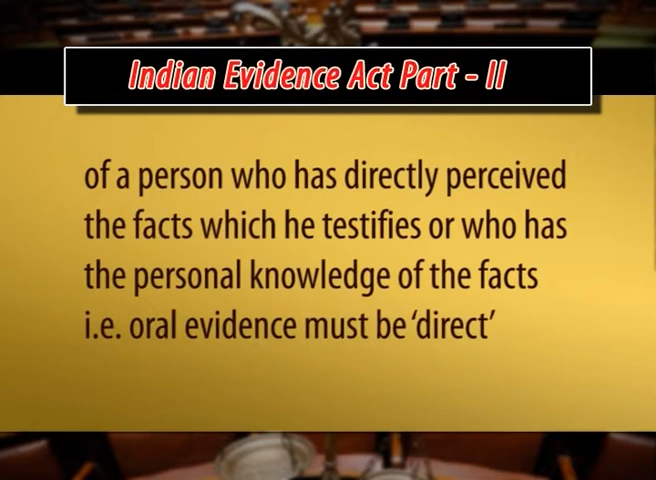 Indian Evidence Act Part - II
of a person who has directly perceived
the facts which he testifies or who has
the personal knowledge of the facts
i.e. oral evidence must be ‘direct’